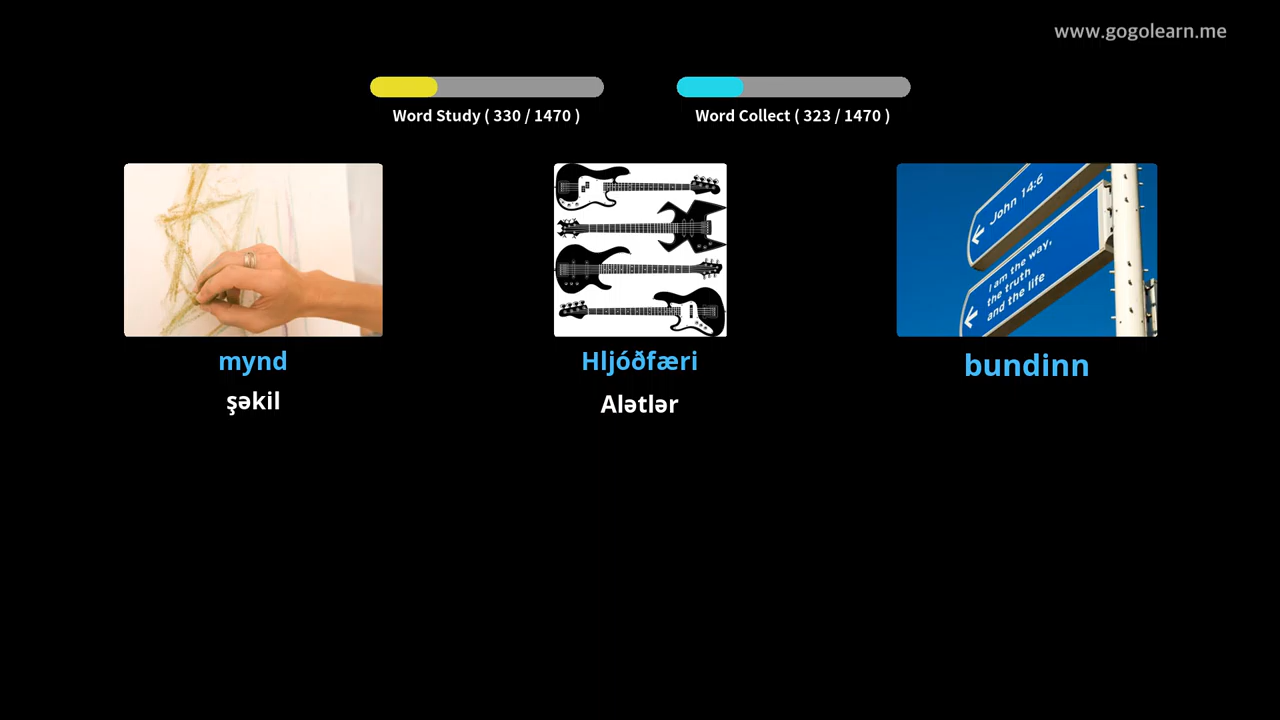 www.gogolearn.me
Word Study ( 330 / 1470 )
Word Collect ( 323 / 1470 )
John 14:6
I am the way,
the truth
and the life
mynd
Hljóðfæri
bundinn
şəkil
Alətlər